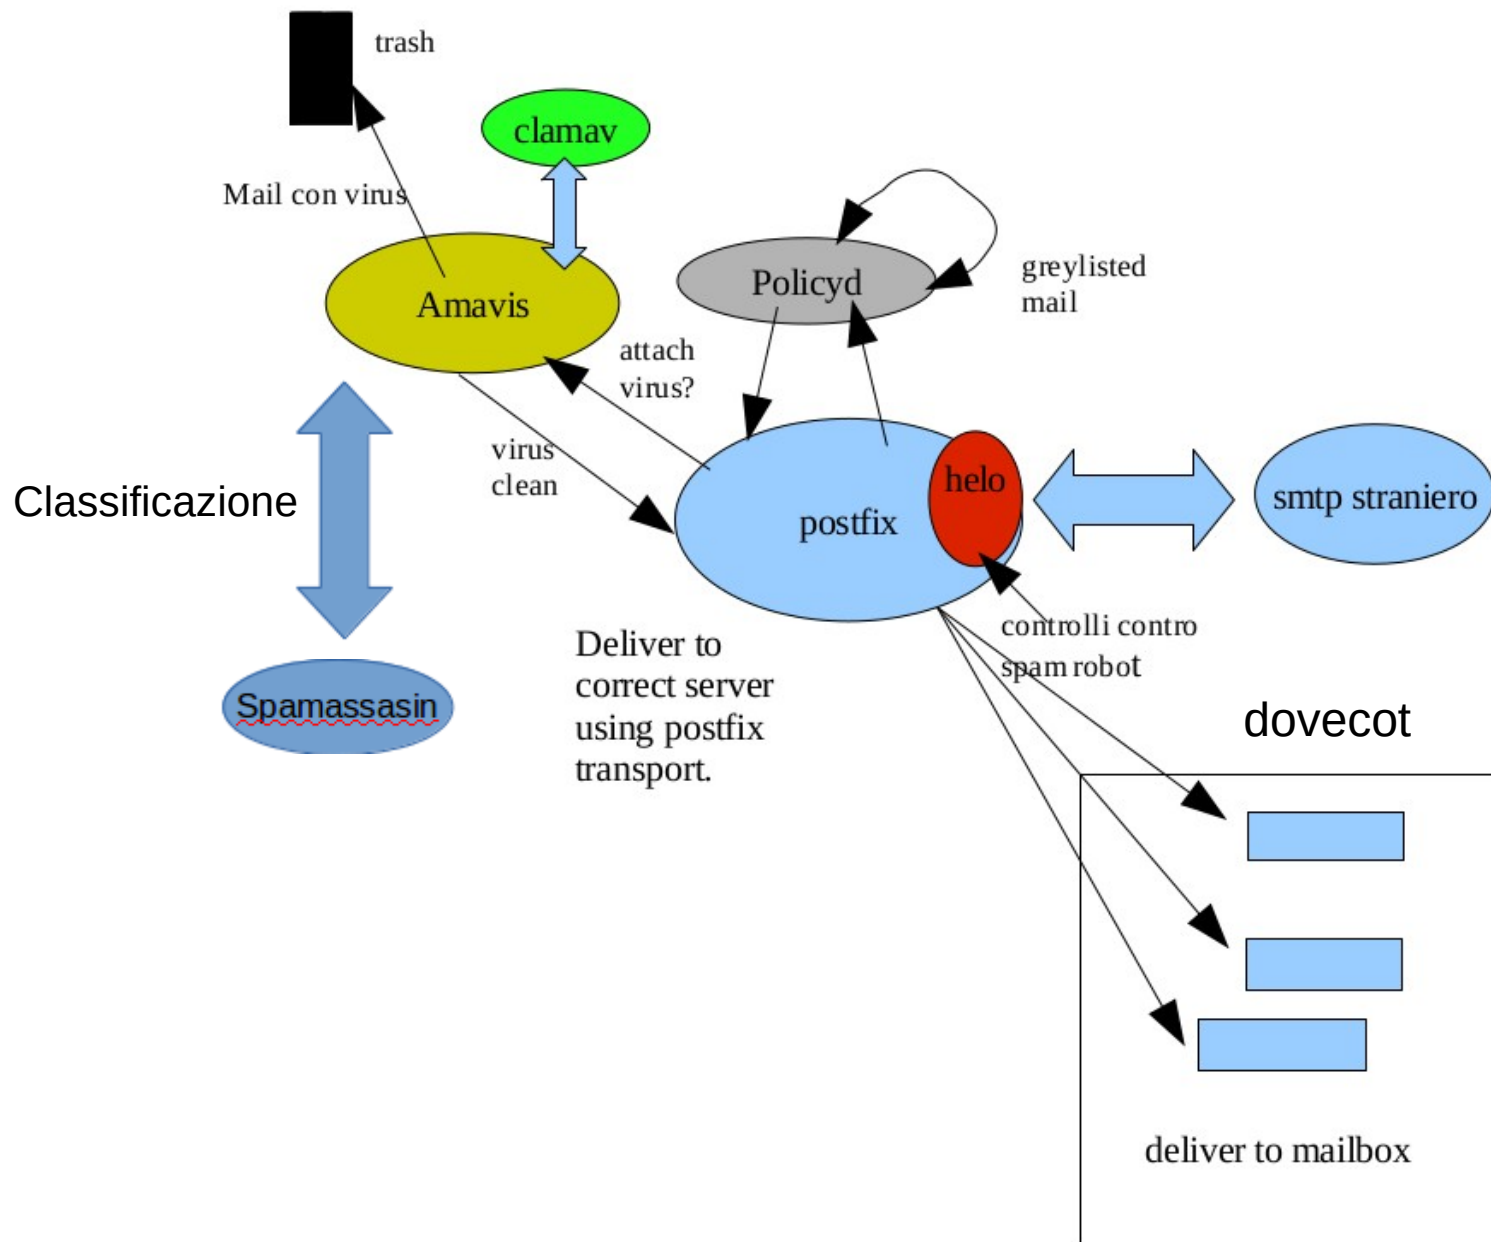 trash
clamav
Mail con virus
Amavis
Policyd
greylisted
mail
attach
virus?
virus
clean
Classificazione
helo
postfix
smtp straniero
controlli contro
spam robot
Deliver to
correct server
using postfix
transport.
Spamassasin
dovecot
deliver to mailbox